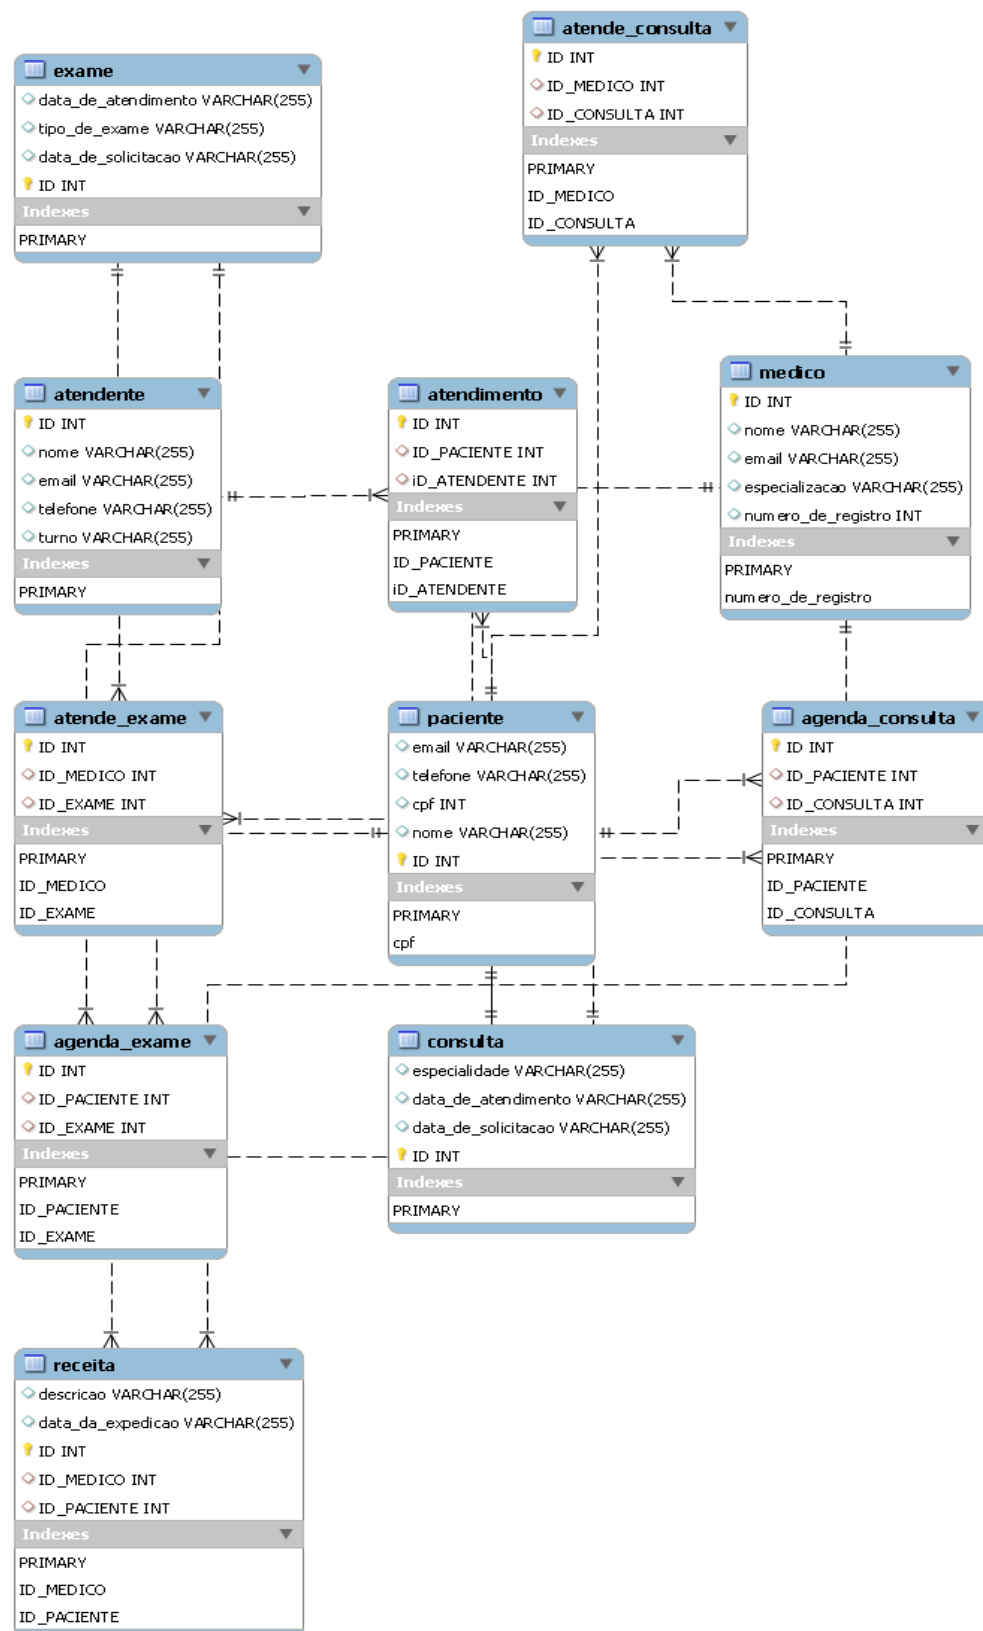 atende_consulta
ID INT
ID_MEDICO INT
ID_CONSULTA INT
Indexes
PRIMARY
ID_MEDICO
ID_CONSULTA
exame
data_de_atendimento VARCHAR(255)
tipo_de_exame VARCHAR(255)
data_de_solicitacao VARCHAR(255)
ID INT
Indexes
PRIMARY
atendente
ID INT
nome VARCHAR(255)
email VARCHAR(255)
telefone VARCHAR(255)
turno VARCHAR(255)
Indexes
PRIMARY
atendimento
ID INT
ID_PACIENTE INT
iD_ATENDENTE INT
Indexes
PRIMARY
ID_PACIENTE
iD_ATENDENTE
medico
ID INT
nome VARCHAR(255)
email VARCHAR(255)
especializacao VARCHAR(255)
numero_de_registro INT
Indexes
PRIMARY
numero_de_registro
atende_exame
ID INT
ID_MEDICO INT
ID_EXAME INT
Indexes
PRIMARY
ID_MEDICO
ID_EXAME
paciente
email VARCHAR(255)
telefone VARCHAR(255)
cpf INT
nome VARCHAR(255)
ID INT
Indexes
PRIMARY
cpf
agenda_consulta
ID INT
ID_PACIENTE INT
ID_CONSULTA INT
Indexes
PRIMARY
ID_PACIENTE
ID_CONSULTA
agenda_exame
ID INT
ID_PACIENTE INT
ID_EXAME INT
Indexes
PRIMARY
ID_PACIENTE
ID_EXAME
consulta
especialidade VARCHAR(255)
data_de_atendimento VARCHAR(255)
data_de_solicitacao VARCHAR(255)
ID INT
Indexes
PRIMARY
receita
descricao VARCHAR(255)
data_da_expedicao VARCHAR(255)
ID INT
ID_MEDICO INT
ID_PACIENTE INT
Indexes
PRIMARY
ID_MEDICO
ID_PACIENTE